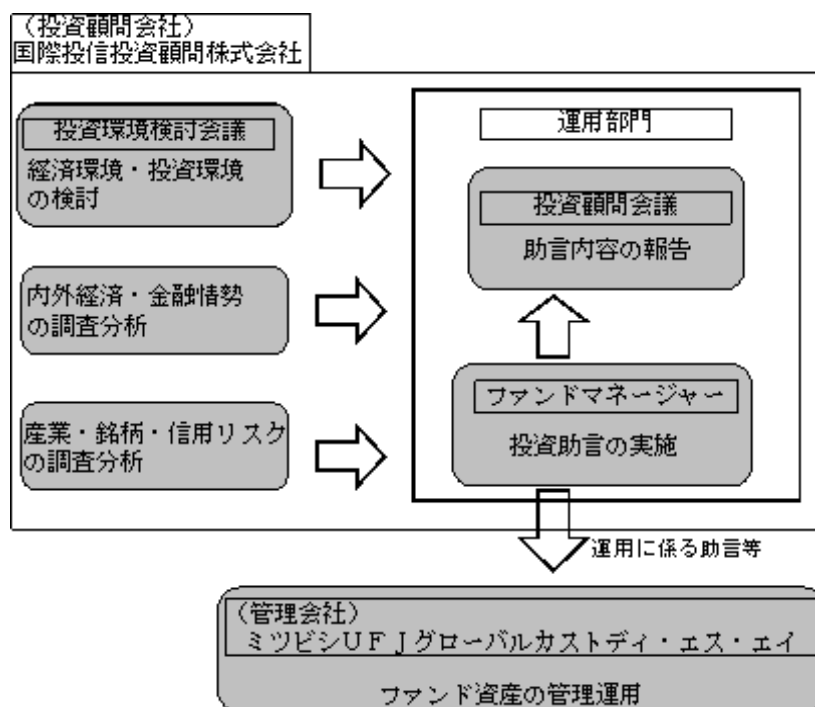 （投資顧問会社）
国際投信投資顧問株式会社
投資環境検討会議
経済環境・投資環境
の検討
内外経済・金融情勢
の調査分析
産業・銘柄・信用リスク
の調査分析
運用部門
投資顧問会議
助言内容の報告
ファンドマネージャー
投資助言の実施
運用に係る助言等
（管理会社）
ミツビシＵＦＪグローバルカストディ・エス・エイ
ファンド資産の管理運用